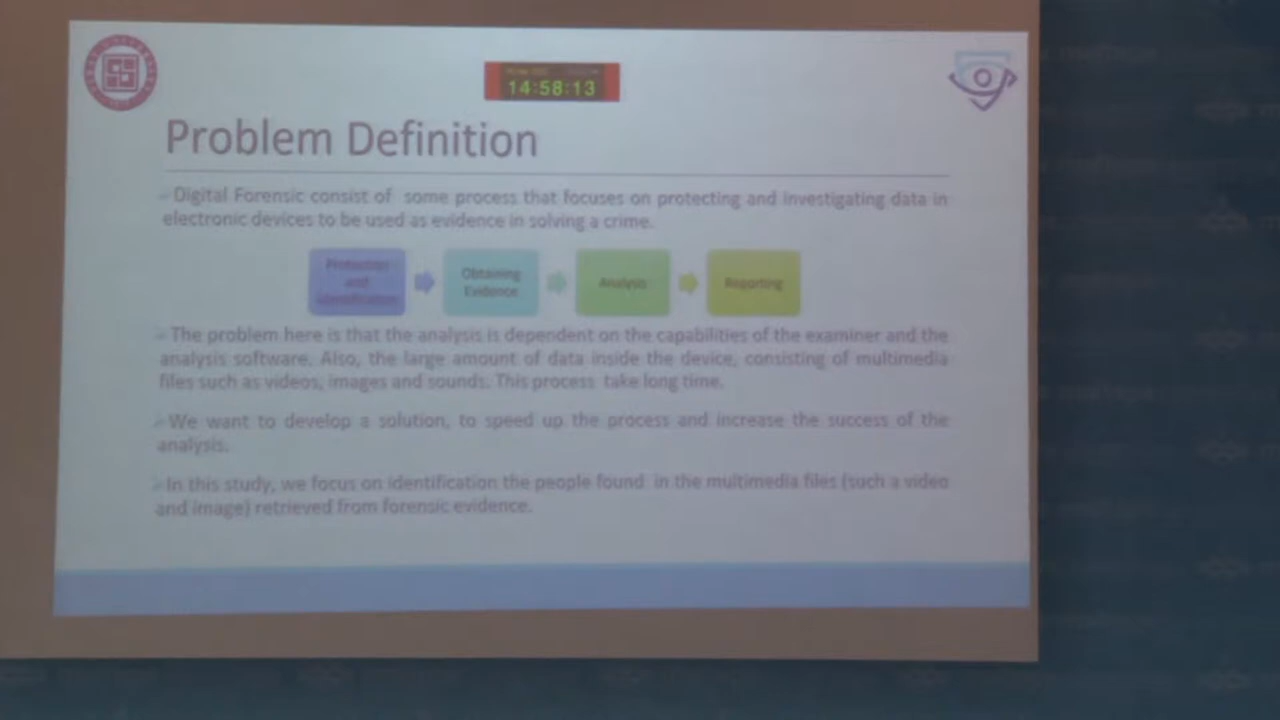 14:58:13
Problem Definition
Digital Forensic consist of some process that focuses on protecting and investigating data in
electronic devices to be used as evidence in solving a crime.
Protection
and
Identification
Obtaining
Evidence
Analysis
Reporting
The problem here is that the analysis is dependent on the capabilities of the examiner and the
analysis software. Also, the large amount of data inside the device, consisting of multimedia
files such as videos, images and sounds. This process take long time.
We want to develop a solution, to speed up the process and increase the success of the
analysis.
In this study, we focus on identification the people found in the multimedia files (such a video
and image) retrieved from forensic evidence.